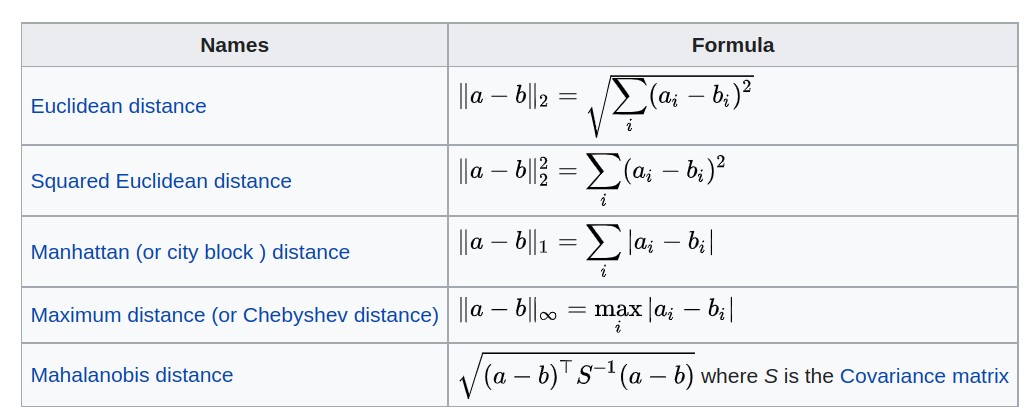 Names Formula
Euclidean distance ‖a − b‖₂ = √(∑ᵢ(aᵢ − bᵢ)²)
Squared Euclidean distance ‖a − b‖₂² = ∑ᵢ(aᵢ − bᵢ)²
Manhattan (or city block ) distance ‖a − b‖₁ = ∑ᵢ|aᵢ − bᵢ|
Maximum distance (or Chebyshev distance) ‖a − b‖∞ = maxᵢ|aᵢ − bᵢ|
Mahalanobis distance √((a − b)⊤S⁻¹(a − b)) where S is the Covariance matrix